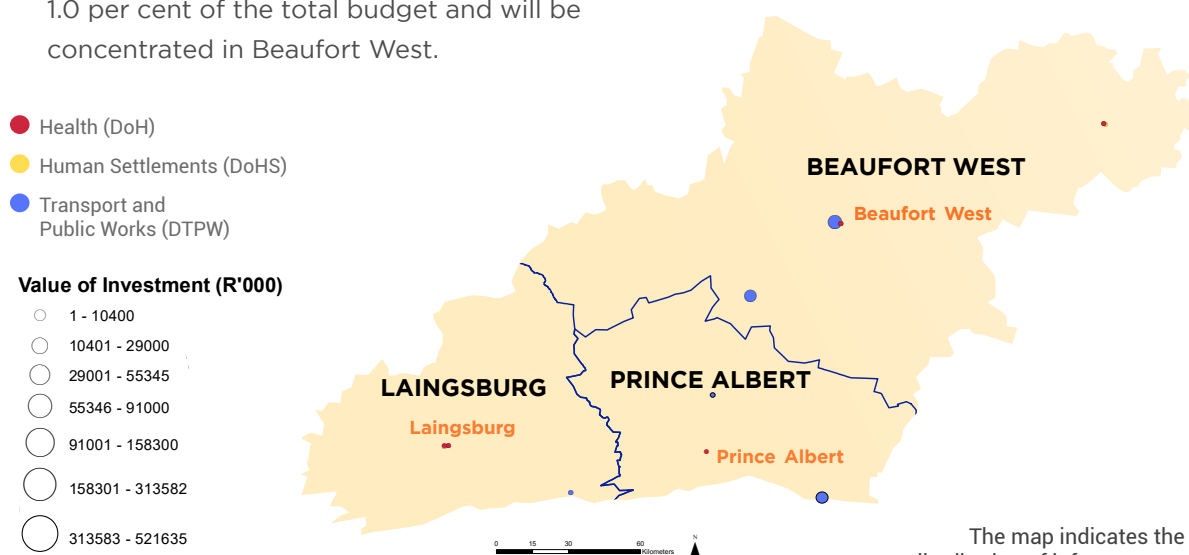 1.0 per cent of the total budget and will be
concentrated in Beaufort West.
Health (DoH)
Human Settlements (DoHS)
Transport and
Public Works (DTPW)
Value of Investment (R'000)
1 - 10400
10401 - 29000
29001 - 55345
55346 - 91000
91001 - 158300
158301 - 313582
313583 - 521635
BEAUFORT WEST
Beaufort West
LAINGSBURG
Laingsburg
PRINCE ALBERT
Prince Albert
0 15 30 60
Kilometers
N
The map indicates the